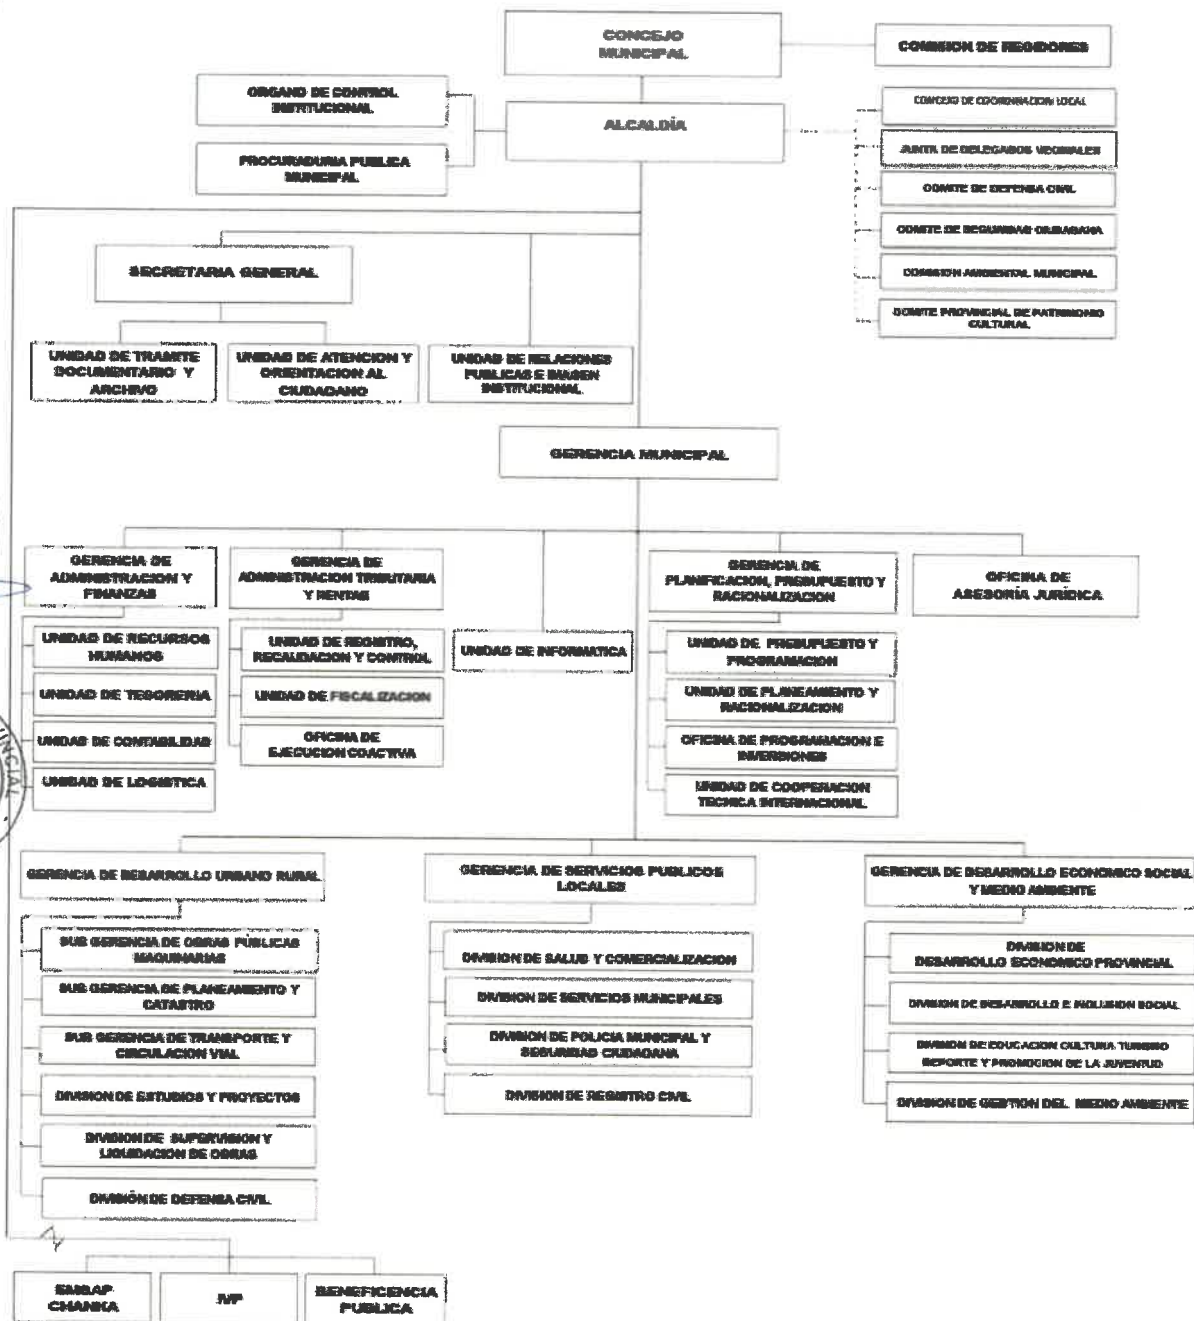 CONCEJO
MUNICIPAL
COMISION DE REGIDORES
ORGANO DE CONTROL
INSTITUCIONAL
ALCALDÍA
PROCURADURIA PUBLICA
MUNICIPAL
CONCEJO DE COORDINACION LOCAL
JUNTA DE DELEGADOS VECINALES
COMITE DE DEFENSA CIVIL
COMITE DE SEGURIDAD CIUDADANA
COMISION AMBIENTAL MUNICIPAL
COMITE PROVINCIAL DE PATRIMONIO
CULTURAL
SECRETARIA GENERAL
UNIDAD DE TRAMITE
DOCUMENTARIO Y
ARCHIVO
UNIDAD DE ATENCION Y
ORIENTACION AL
CIUDADANO
UNIDAD DE RELACIONES
PUBLICAS E IMAGEN
INSTITUCIONAL
GERENCIA MUNICIPAL
GERENCIA DE
ADMINISTRACION Y
FINANZAS
GERENCIA DE
ADMINISTRACION TRIBUTARIA
Y RENTAS
GERENCIA DE
PLANIFICACION, PRESUPUESTO Y
RACIONALIZACION
OFICINA DE
ASESORÍA JURÍDICA
UNIDAD DE RECURSOS
HUMANOS
UNIDAD DE TESORERIA
UNIDAD DE CONTABILIDAD
UNIDAD DE LOGISTICA
UNIDAD DE REGISTRO,
RECAUDACION Y CONTROL
UNIDAD DE FISCALIZACION
OFICINA DE
EJECUCION COACTIVA
UNIDAD DE INFORMATICA
UNIDAD DE PRESUPUESTO Y
PROGRAMACION
UNIDAD DE PLANEAMIENTO Y
RACIONALIZACION
OFICINA DE PROGRAMACION E
INVERSIONES
UNIDAD DE COOPERACION
TECNICA INTERNACIONAL
GERENCIA DE DESARROLLO URBANO RURAL
GERENCIA DE SERVICIOS PUBLICOS
LOCALES
GERENCIA DE DESARROLLO ECONOMICO SOCIAL
Y MEDIO AMBIENTE
SUB GERENCIA DE OBRAS PÚBLICAS
MAQUINARIAS
SUB GERENCIA DE PLANEAMIENTO Y
CATASTRO
SUB GERENCIA DE TRANSPORTE Y
CIRCULACION VIAL
DIVISION DE ESTUDIOS Y PROYECTOS
DIVISION DE SUPERVISIÓN Y
LIQUIDACION DE OBRAS
DIVISIÓN DE DEFENSA CIVIL
DIVISION DE SALUD Y COMERCIALIZACION
DIVISION DE SERVICIOS MUNICIPALES
DIVISION DE POLICIA MUNICIPAL Y
SEGURIDAD CIUDADANA
DIVISION DE REGISTRO CIVIL
DIVISION DE
DESARROLLO ECONOMICO PROVINCIAL
DIVISION DE DESARROLLO E INCLUSION SOCIAL
DIVISION DE EDUCACION CULTURA TURISMO
DEPORTE Y PROMOCION DE LA JUVENTUD
DIVISION DE GESTION DEL MEDIO AMBIENTE
EMSAP
CHANKA
IVP
BENEFICENCIA
PUBLICA